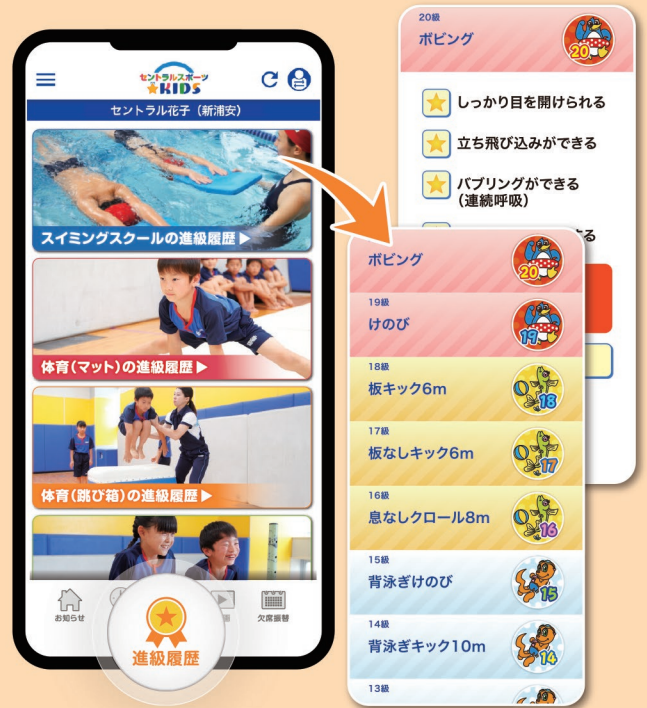 セントラルスポーツ
KIDS
セントラル花子（新浦安）
スイミングスクールの進級履歴▶
体育（マット）の進級履歴▶
体育（跳び箱）の進級履歴▶
お知らせ
進級履歴
欠席振替
20級
ボビング
20
しっかり目を開けられる
立ち飛び込みができる
バブリングができる
（連続呼吸）
る
ボビング
20
19級
けのび
19
18級
板キック6m
18
17級
板なしキック6m
17
16級
息なしクロール8m
16
15級
背泳ぎけのび
15
14級
背泳ぎキック10m
14
13級